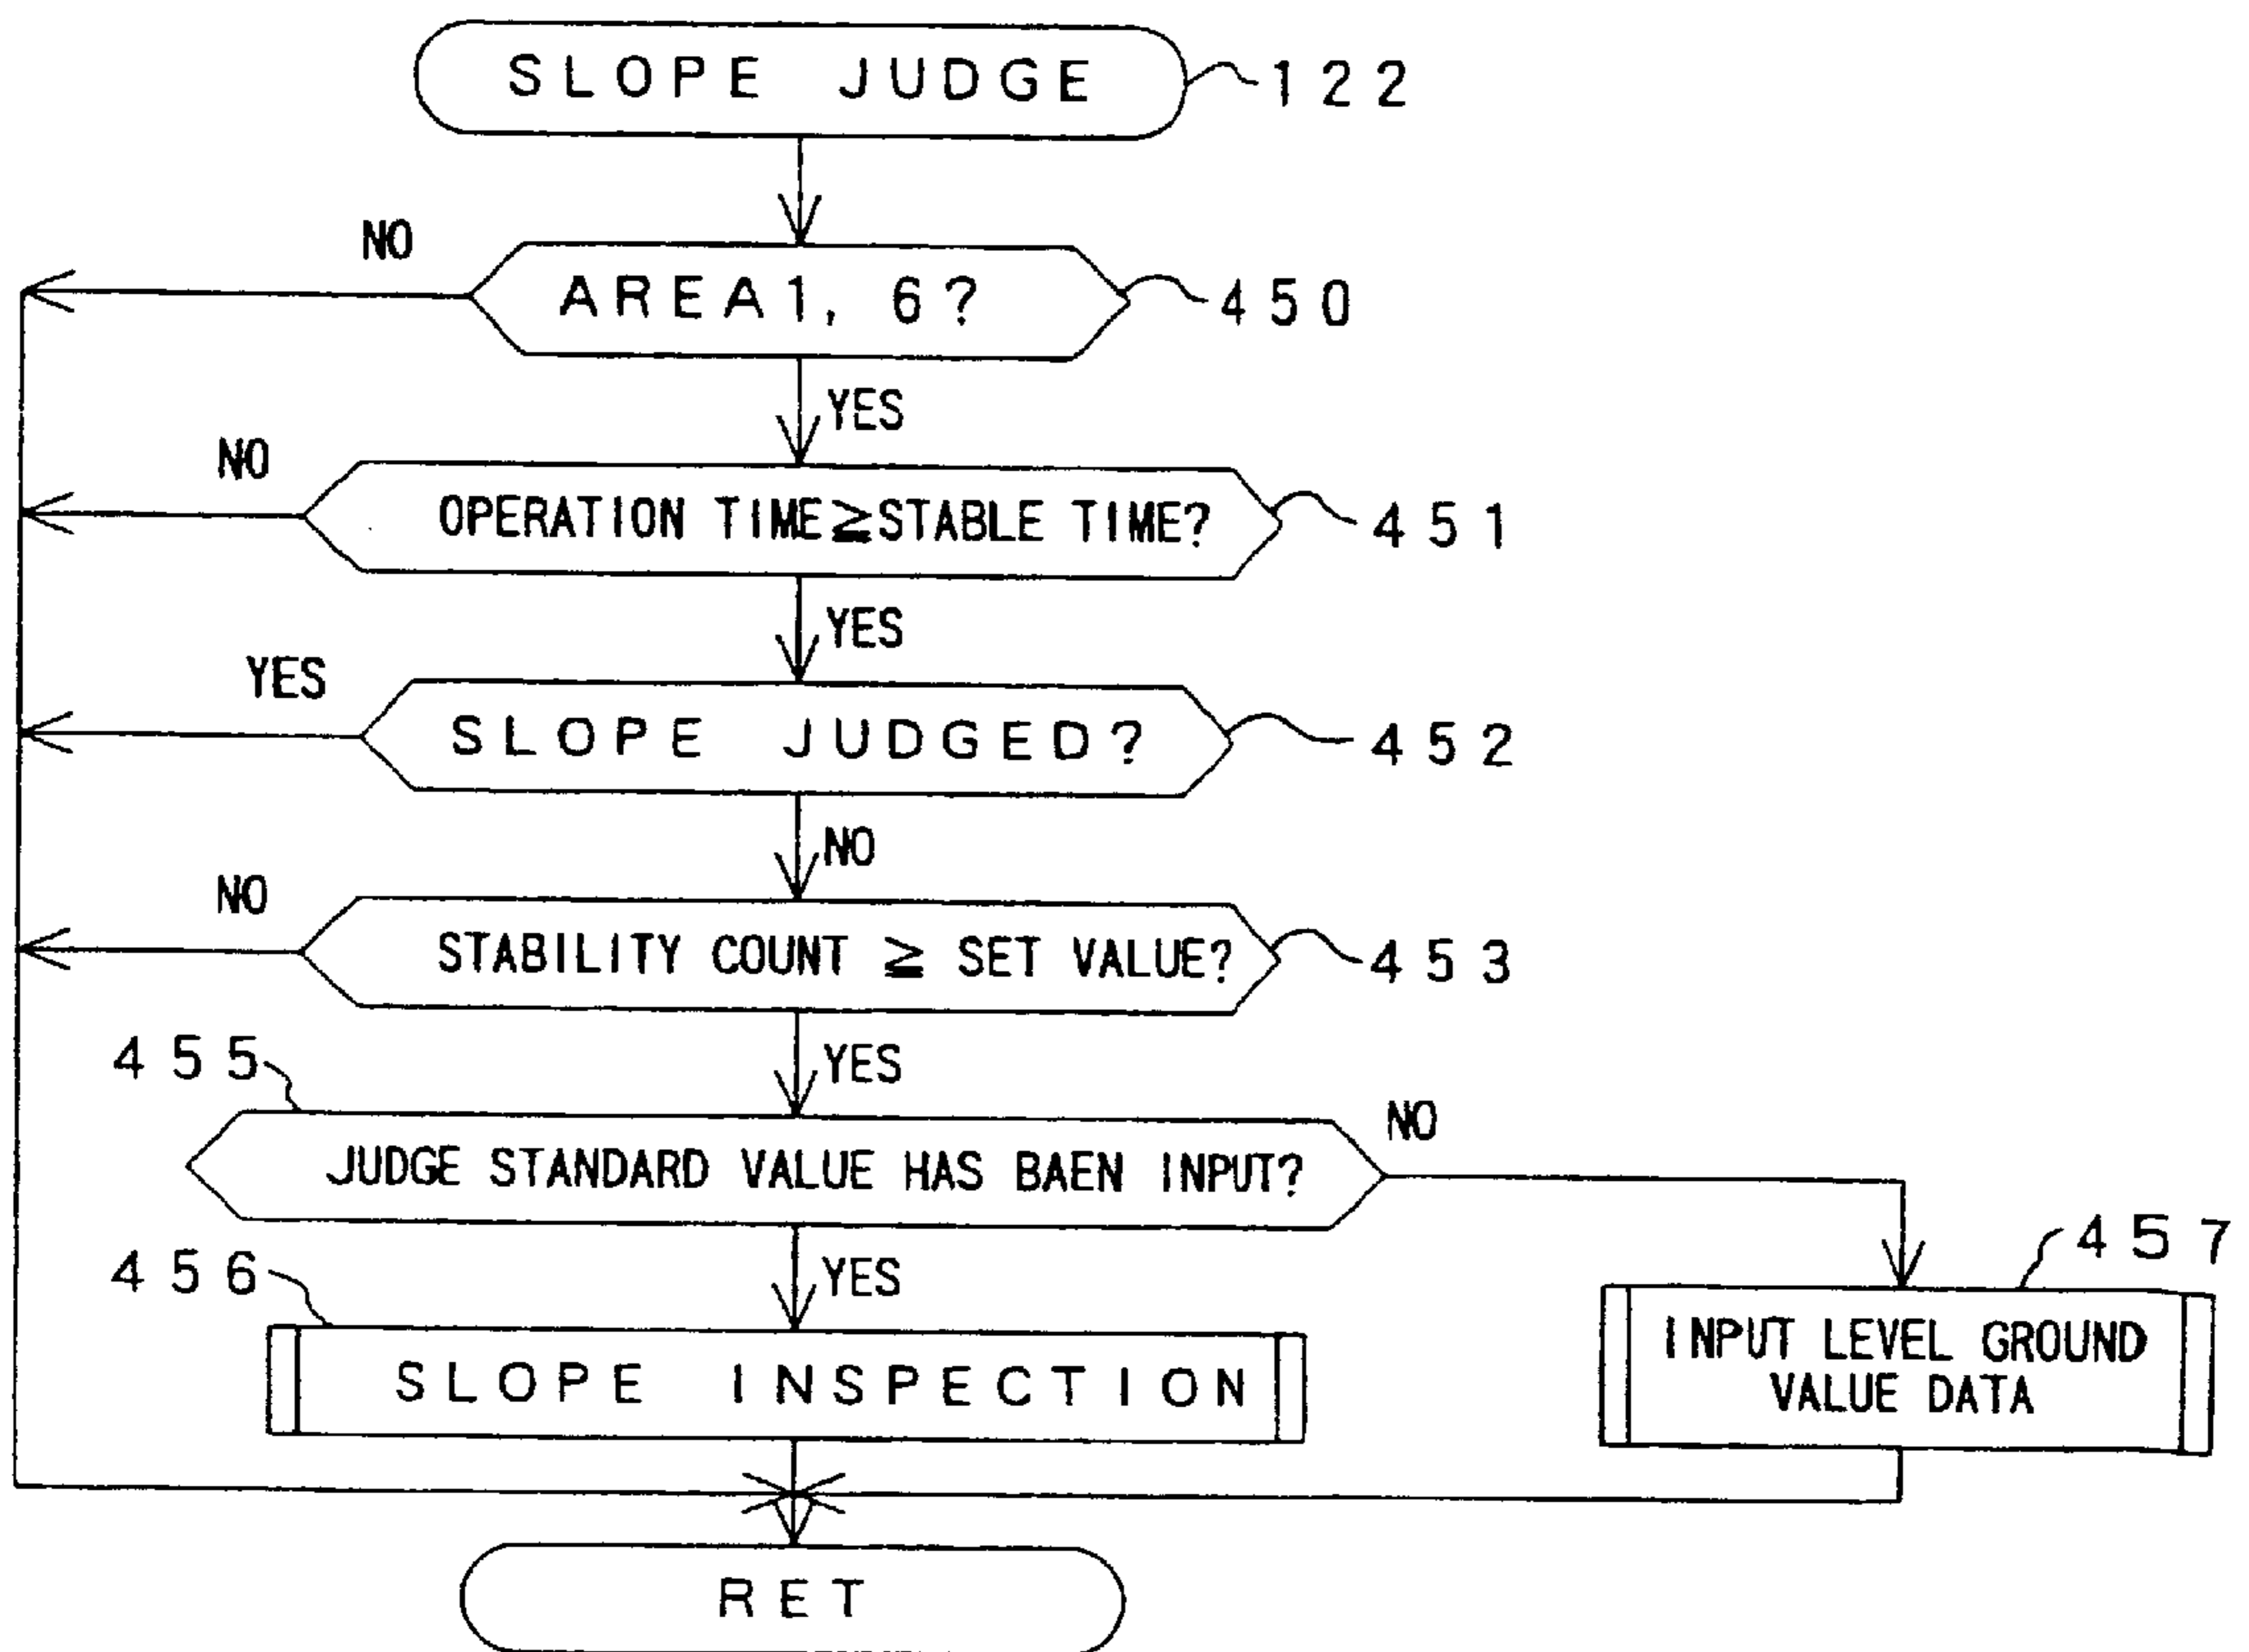 SLOPE JUDGE
122
NO
AREA1, 6?
450
YES
NO
OPERATION TIME≧STABLE TIME?
451
YES
YES
SLOPE JUDGED?
452
NO
NO
STABILITY COUNT ≧ SET VALUE?
453
YES
455
NO
JUDGE STANDARD VALUE HAS BAEN INPUT?
YES
456
457
SLOPE INSPECTION
INPUT LEVEL GROUND
VALUE DATA
RET